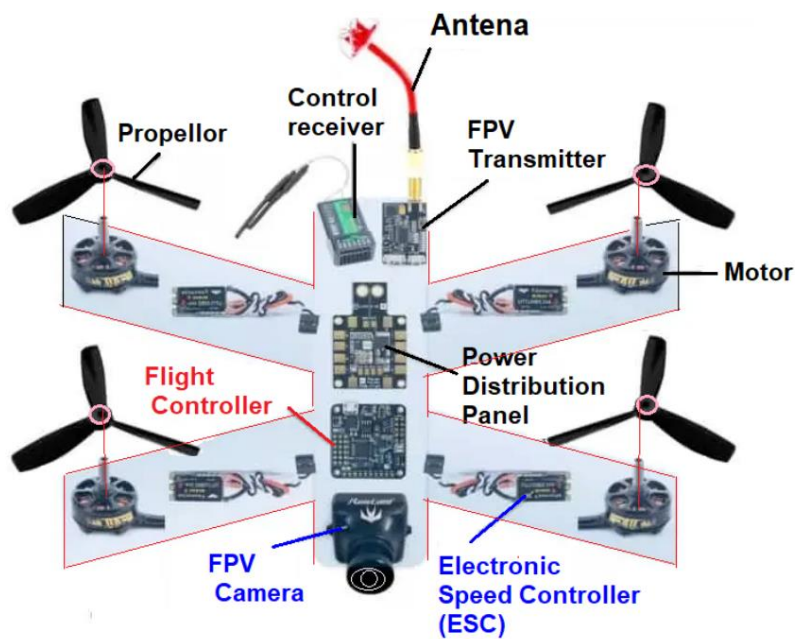 Antena
Control
receiver
FPV
Transmitter
Propellor
Motor
Power
Distribution
Panel
Flight
Controller
FPV
Camera
Electronic
Speed Controller
(ESC)